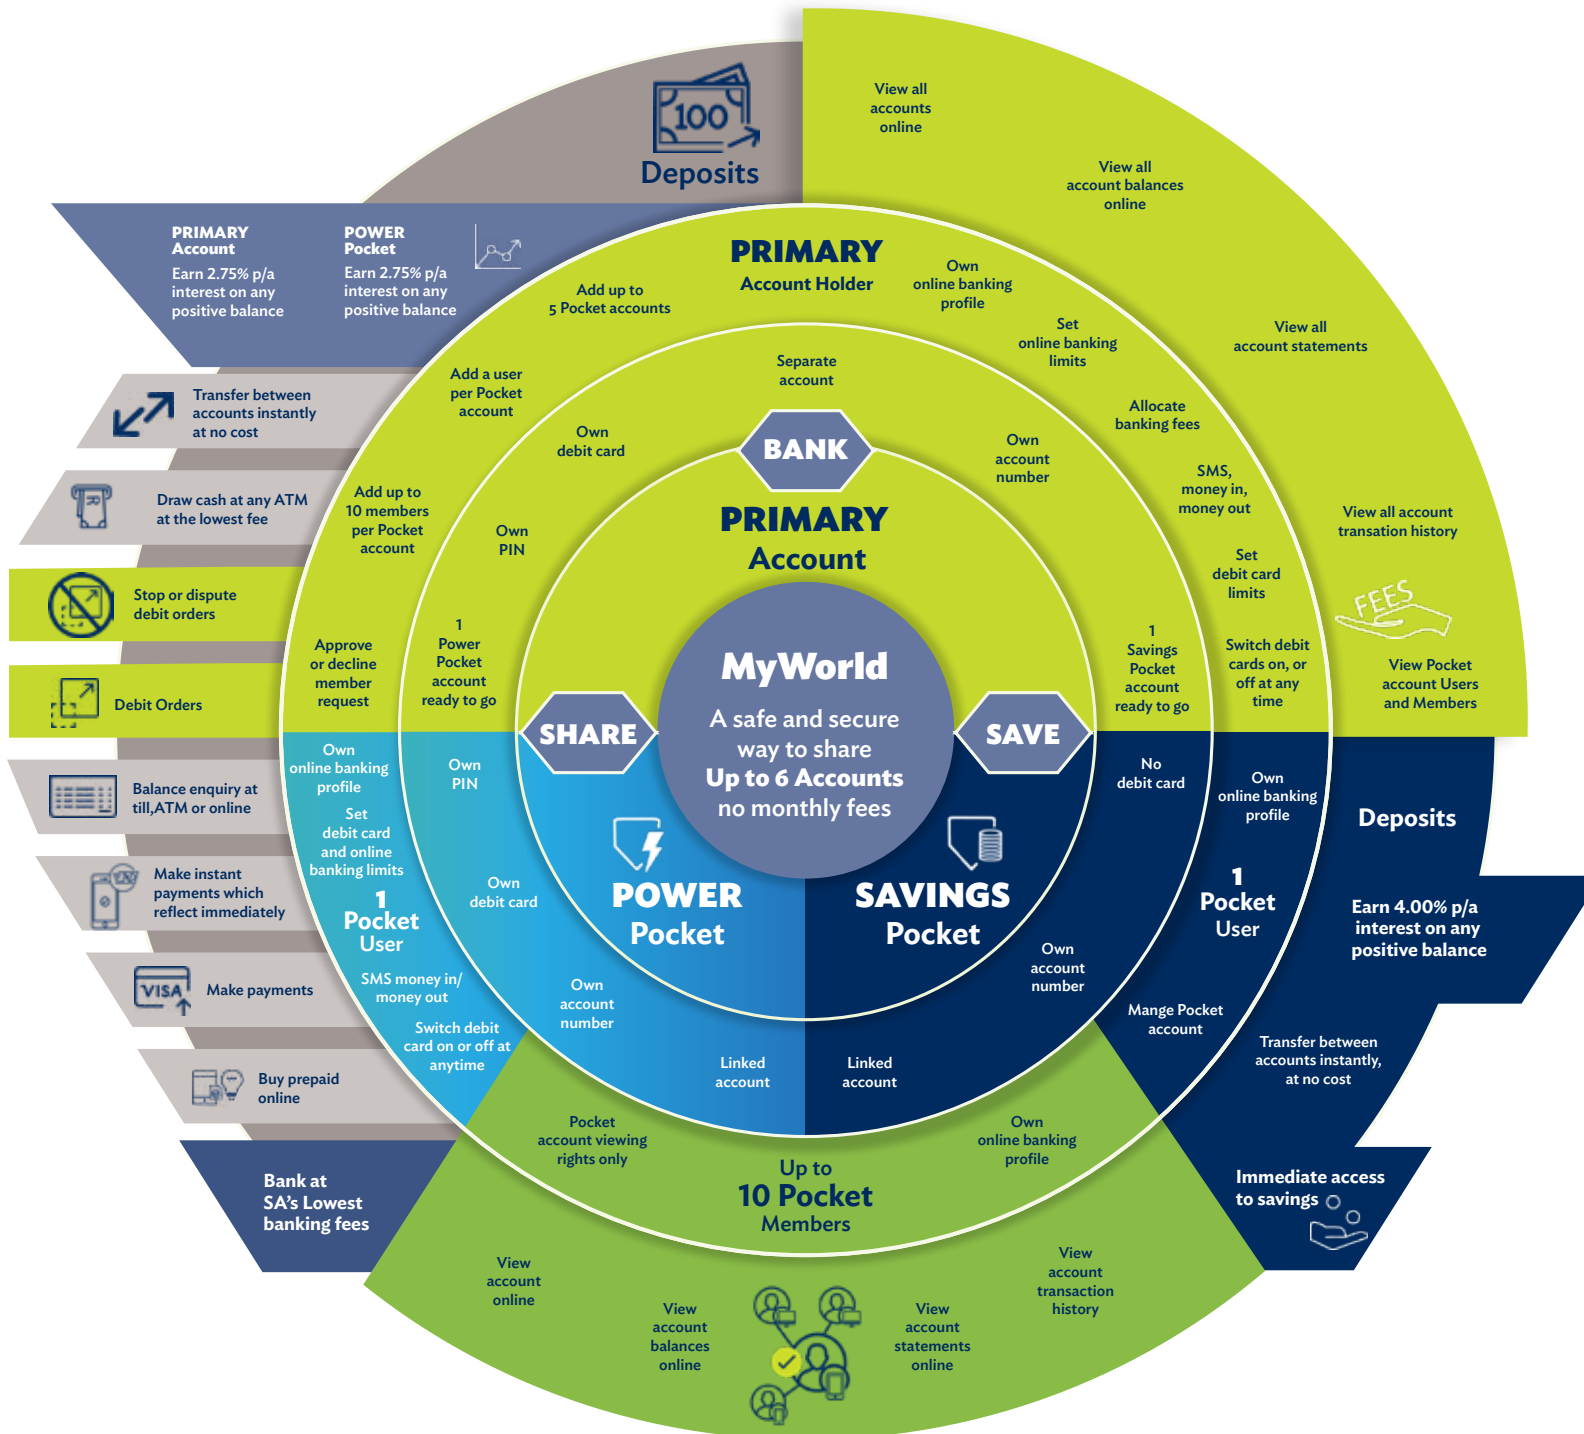 100
Deposits
PRIMARY
Account
Earn 2.75% p/a
interest on any
positive balance
POWER
Pocket
Earn 2.75% p/a
interest on any
positive balance
Transfer between
accounts instantly
at no cost
R
Draw cash at any ATM
at the lowest fee
Stop or dispute
debit orders
Debit Orders
Balance enquiry at
till,ATM or online
Make instant
payments which
reflect immediately
VISA
Make payments
Buy prepaid
online
Bank at
SA's Lowest
banking fees
View all
accounts
online
View all
account balances
online
View all
account statements
View all account
transation history
FEES
View Pocket
account Users
and Members
PRIMARY
Account Holder
Add up to
5 Pocket accounts
Add a user
per Pocket
account
Add up to
10 members
per Pocket
account
Approve
or decline
member
request
Own
online banking
profile
Set
online banking
limits
Allocate
banking fees
SMS,
money in,
money out
Set
debit card
limits
Switch debit
cards on, or
off at any
time
Separate
account
Own
debit card
Own
PIN
1
Power
Pocket
account
ready to go
Own
account
number
1
Savings
Pocket
account
ready to go
BANK
PRIMARY
Account
MyWorld
A safe and secure
way to share
Up to 6 Accounts
no monthly fees
SHARE
SAVE
POWER
Pocket
SAVINGS
Pocket
Own
online banking
profile
Set
debit card
and online
banking limits
1
Pocket
User
SMS money in/
money out
Switch debit
card on or off at
anytime
Own
PIN
Own
debit card
Own
account
number
Linked
account
Linked
account
Own
account
number
No
debit card
Own
online banking
profile
1
Pocket
User
Mange Pocket
account
Deposits
Earn 4.00% p/a
interest on any
positive balance
Transfer between
accounts instantly,
at no cost
Immediate access
to savings
Pocket
account viewing
rights only
Up to
10 Pocket
Members
Own
online banking
profile
View
account
online
View
account
balances
online
View
account
statements
online
View
account
transaction
history